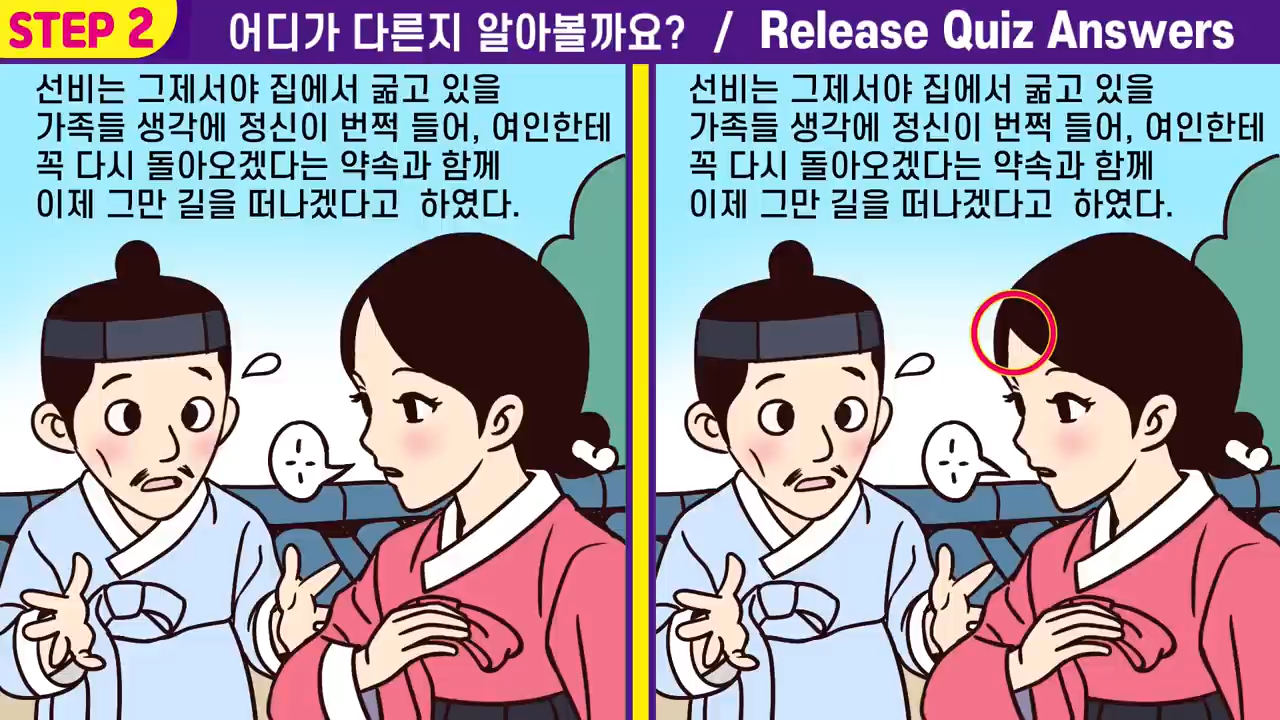 STEP 2
어디가 다른지 알아볼까요? / Release Quiz Answers
선비는 그제서야 집에서 굶고 있을
가족들 생각에 정신이 번쩍 들어, 여인한테
꼭 다시 돌아오겠다는 약속과 함께
이제 그만 길을 떠나겠다고 하였다.
선비는 그제서야 집에서 굶고 있을
가족들 생각에 정신이 번쩍 들어, 여인한테
꼭 다시 돌아오겠다는 약속과 함께
이제 그만 길을 떠나겠다고 하였다.